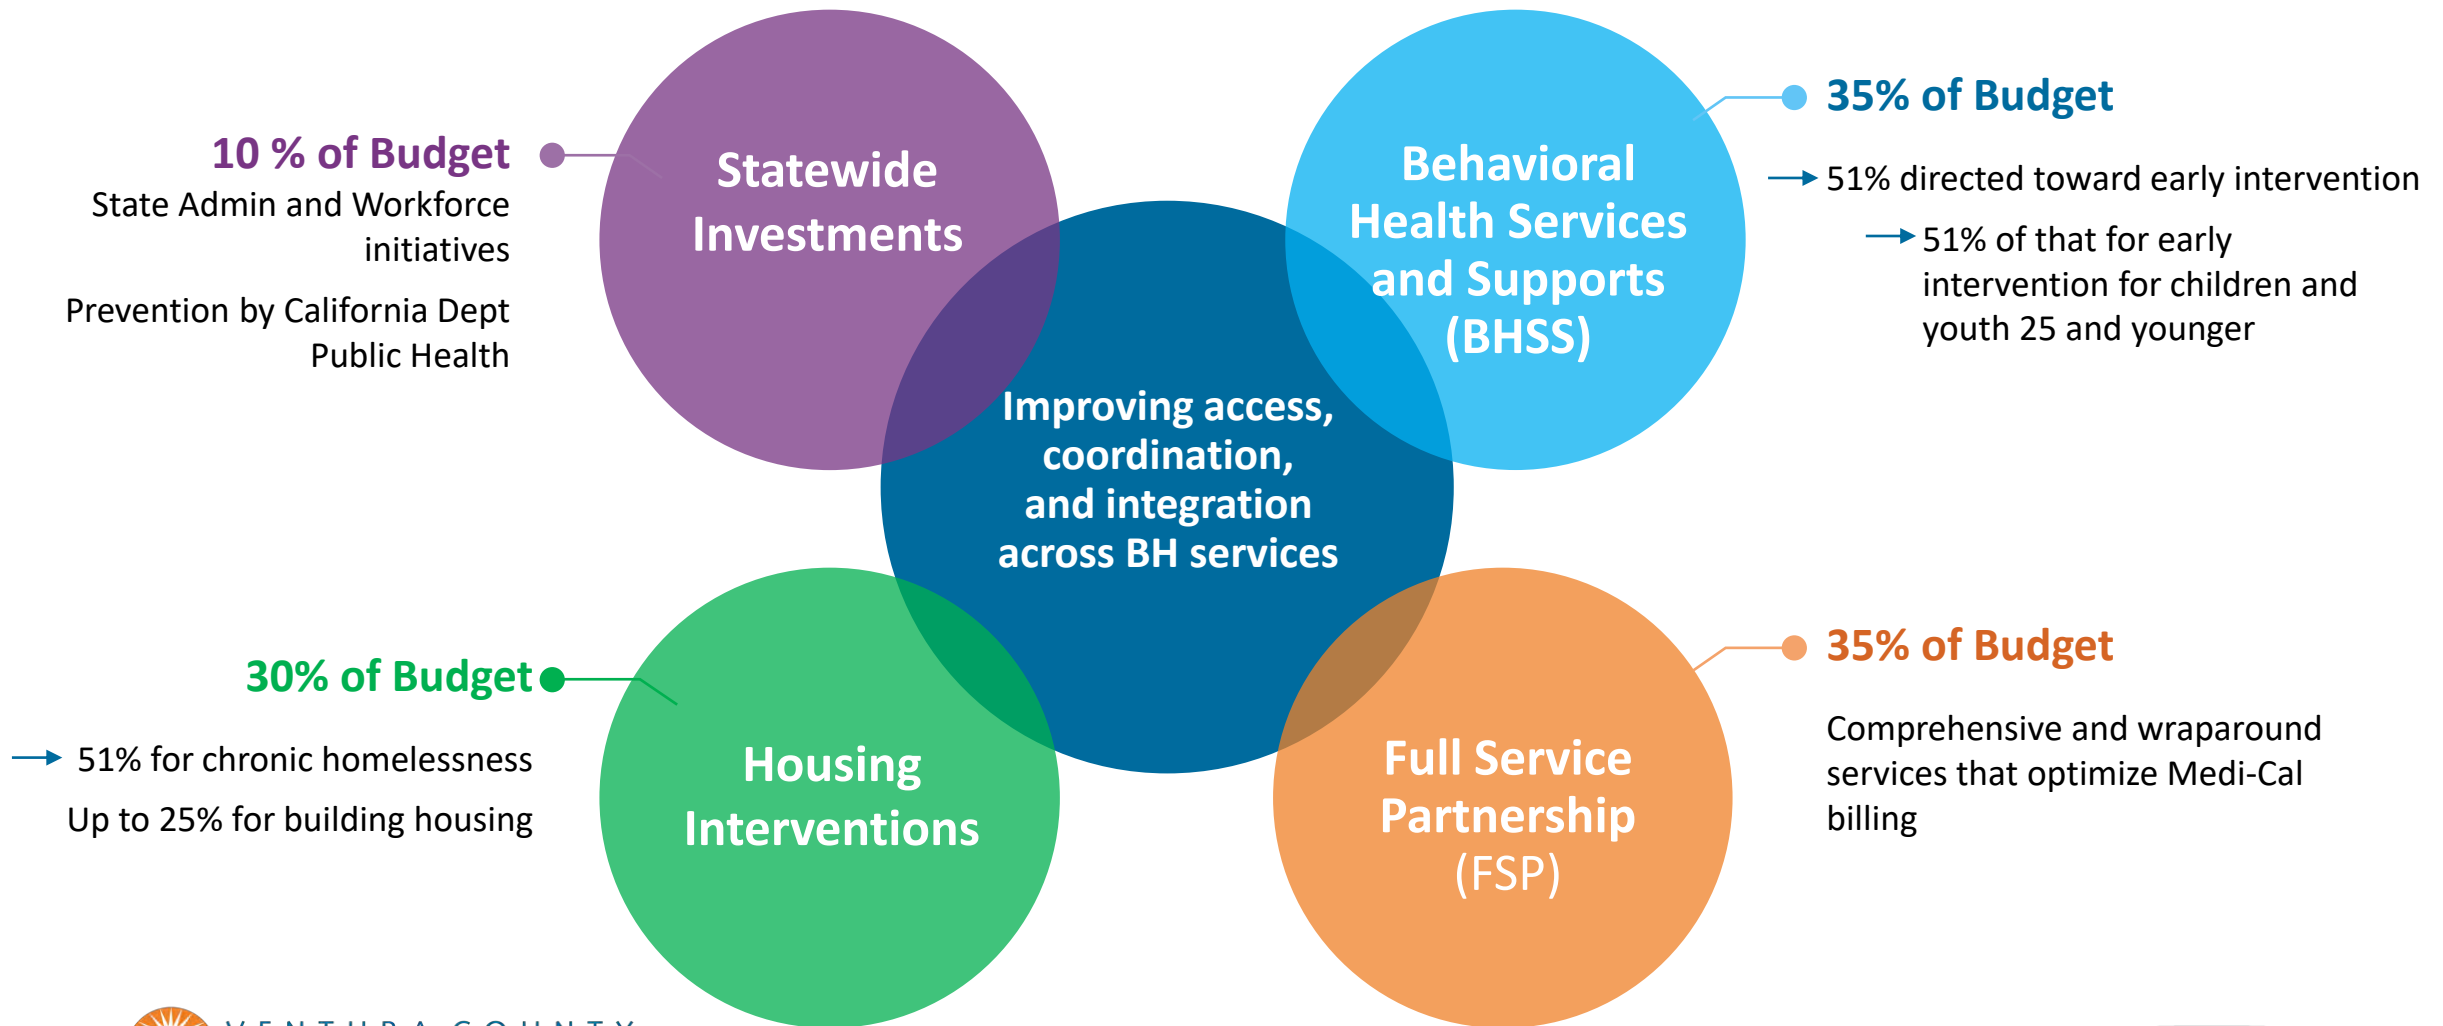 10 % of Budget
State Admin and Workforce
initiatives
Prevention by California Dept
Public Health
Statewide
Investments
Behavioral
Health Services
and Supports
(BHSS)
35% of Budget
51% directed toward early intervention
51% of that for early
intervention for children and
youth 25 and younger
Improving access,
coordination,
and integration
across BH services
30% of Budget
51% for chronic homelessness
Up to 25% for building housing
Housing
Interventions
Full Service
Partnership
(FSP)
35% of Budget
Comprehensive and wraparound
services that optimize Medi-Cal
billing
VENTURA COUNTY